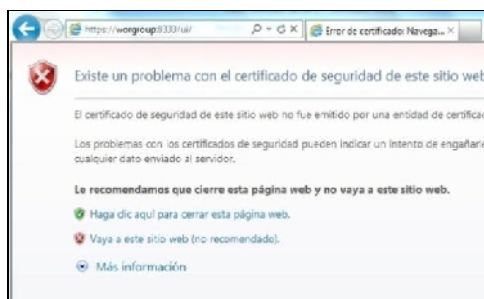 https://worgroup:8333/ui/
Error de certificado: Navega...
Existe un problema con el certificado de seguridad de este sitio web
El certificado de seguridad de este sitio web no fue emitido por una entidad de certifica
Los problemas con los certificados de seguridad pueden indicar un intento de engañarle
cualquier dato enviado al servidor.
Le recomendamos que cierre esta página web y no vaya a este sitio web.
Haga clic aquí para cerrar esta página web.
Vaya a este sitio web (no recomendado).
Más información